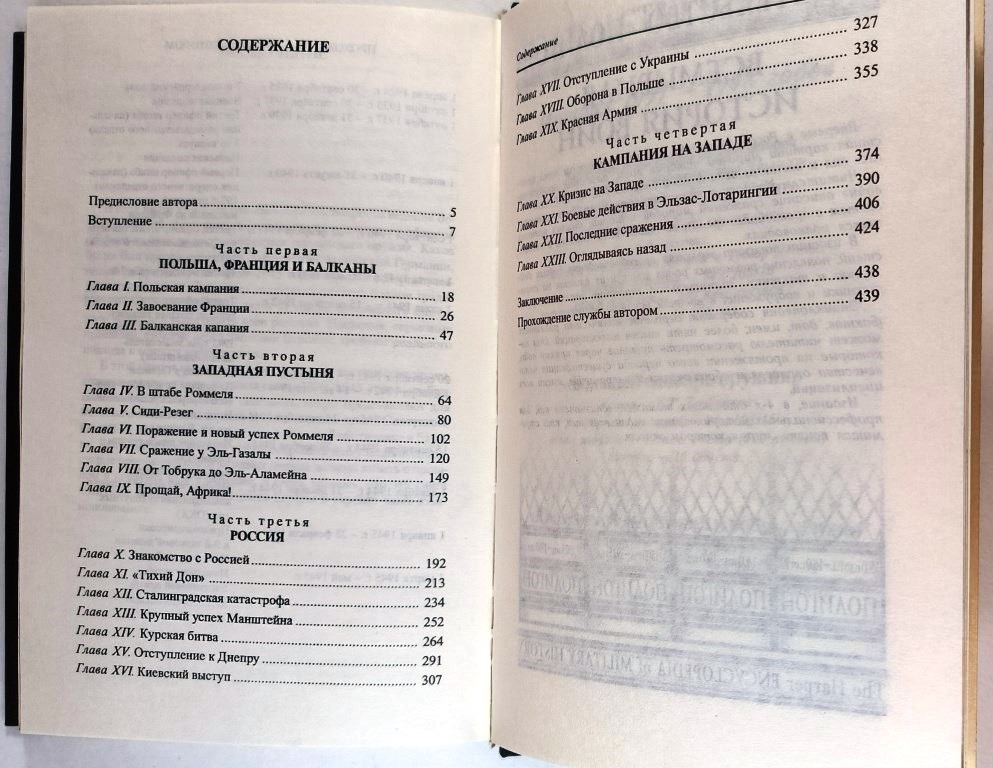 СОДЕРЖАНИЕ
Предисловие автора 5
Вступление 7
Часть первая
ПОЛЬША, ФРАНЦИЯ И БАЛКАНЫ
Глава I. Польская кампания 18
Глава II. Завоевание Франции 26
Глава III. Балканская капания 47
Часть вторая
ЗАПАДНАЯ ПУСТЫНЯ
Глава IV. В штабе Роммеля 64
Глава V. Сиди-Резег 80
Глава VI. Поражение и новый успех Роммеля 102
Глава VII. Сражение у Эль-Газалы 120
Глава VIII. От Тобрука до Эль-Аламейна 149
Глава IX. Прощай, Африка! 173
Часть третья
РОССИЯ
Глава X. Знакомство с Россией 192
Глава XI. «Тихий Дон» 213
Глава XII. Сталинградская катастрофа 234
Глава XIII. Крупный успех Манштейна 252
Глава XIV. Курская битва 264
Глава XV. Отступление к Днепру 291
Глава XVI. Киевский выступ 307
Содержание
Глава XVII. Отступление с Украины 327
Глава XVIII. Оборона в Польше 338
Глава XIX. Красная Армия 355
Часть четвертая
КАМПАНИЯ НА ЗАПАДЕ
Глава XX. Кризис на Западе 374
Глава XXI. Боевые действия в Эльзас-Лотарингии 390
Глава XXII. Последние сражения 406
Глава XXIII. Оглядываясь назад 424
Заключение 438
Прохождение службы автором 439